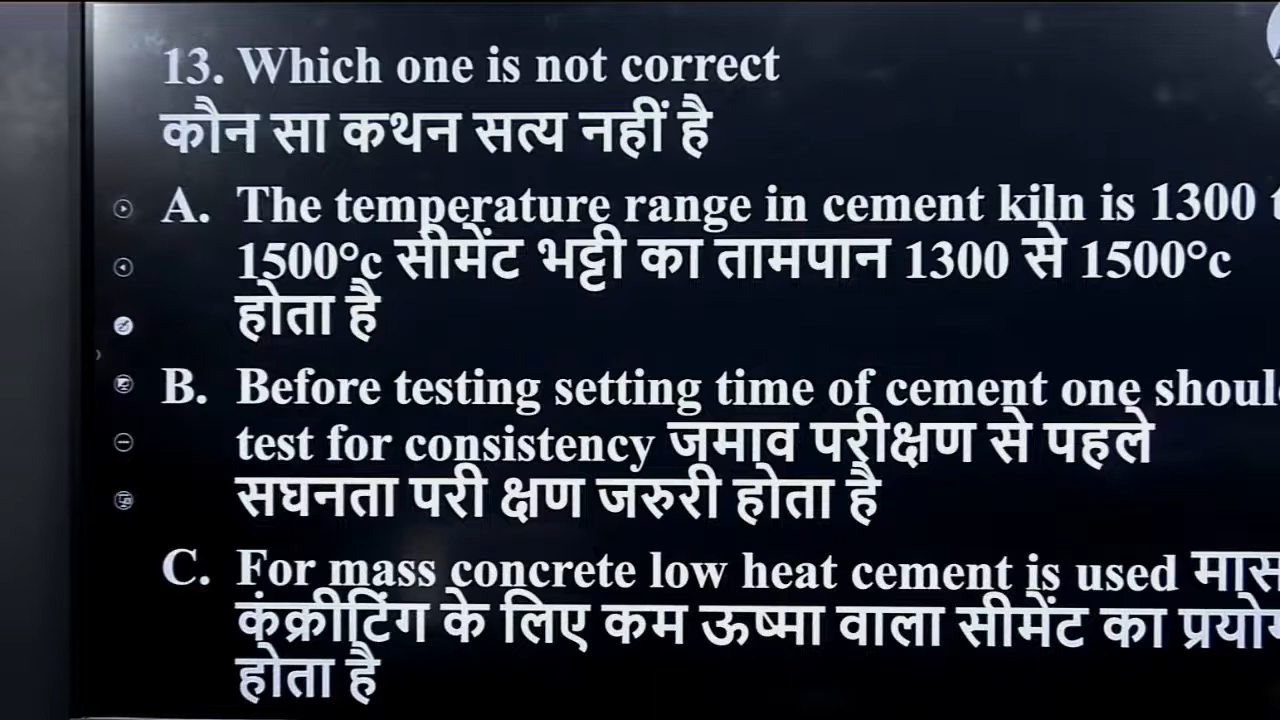 13. Which one is not correct
कौन सा कथन सत्य नहीं है
A. The temperature range in cement kiln is 1300
1500°c सीमेंट भट्टी का तामपान 1300 से 1500°c
होता है
B. Before testing setting time of cement one
test for consistency जमाव परीक्षण से पहले
सघनता परी क्षण जरुरी होता है
C. For mass concrete low heat cement is used
कंक्रीटिंग के लिए कम ऊष्मा वाला सीमेंट का
होता है